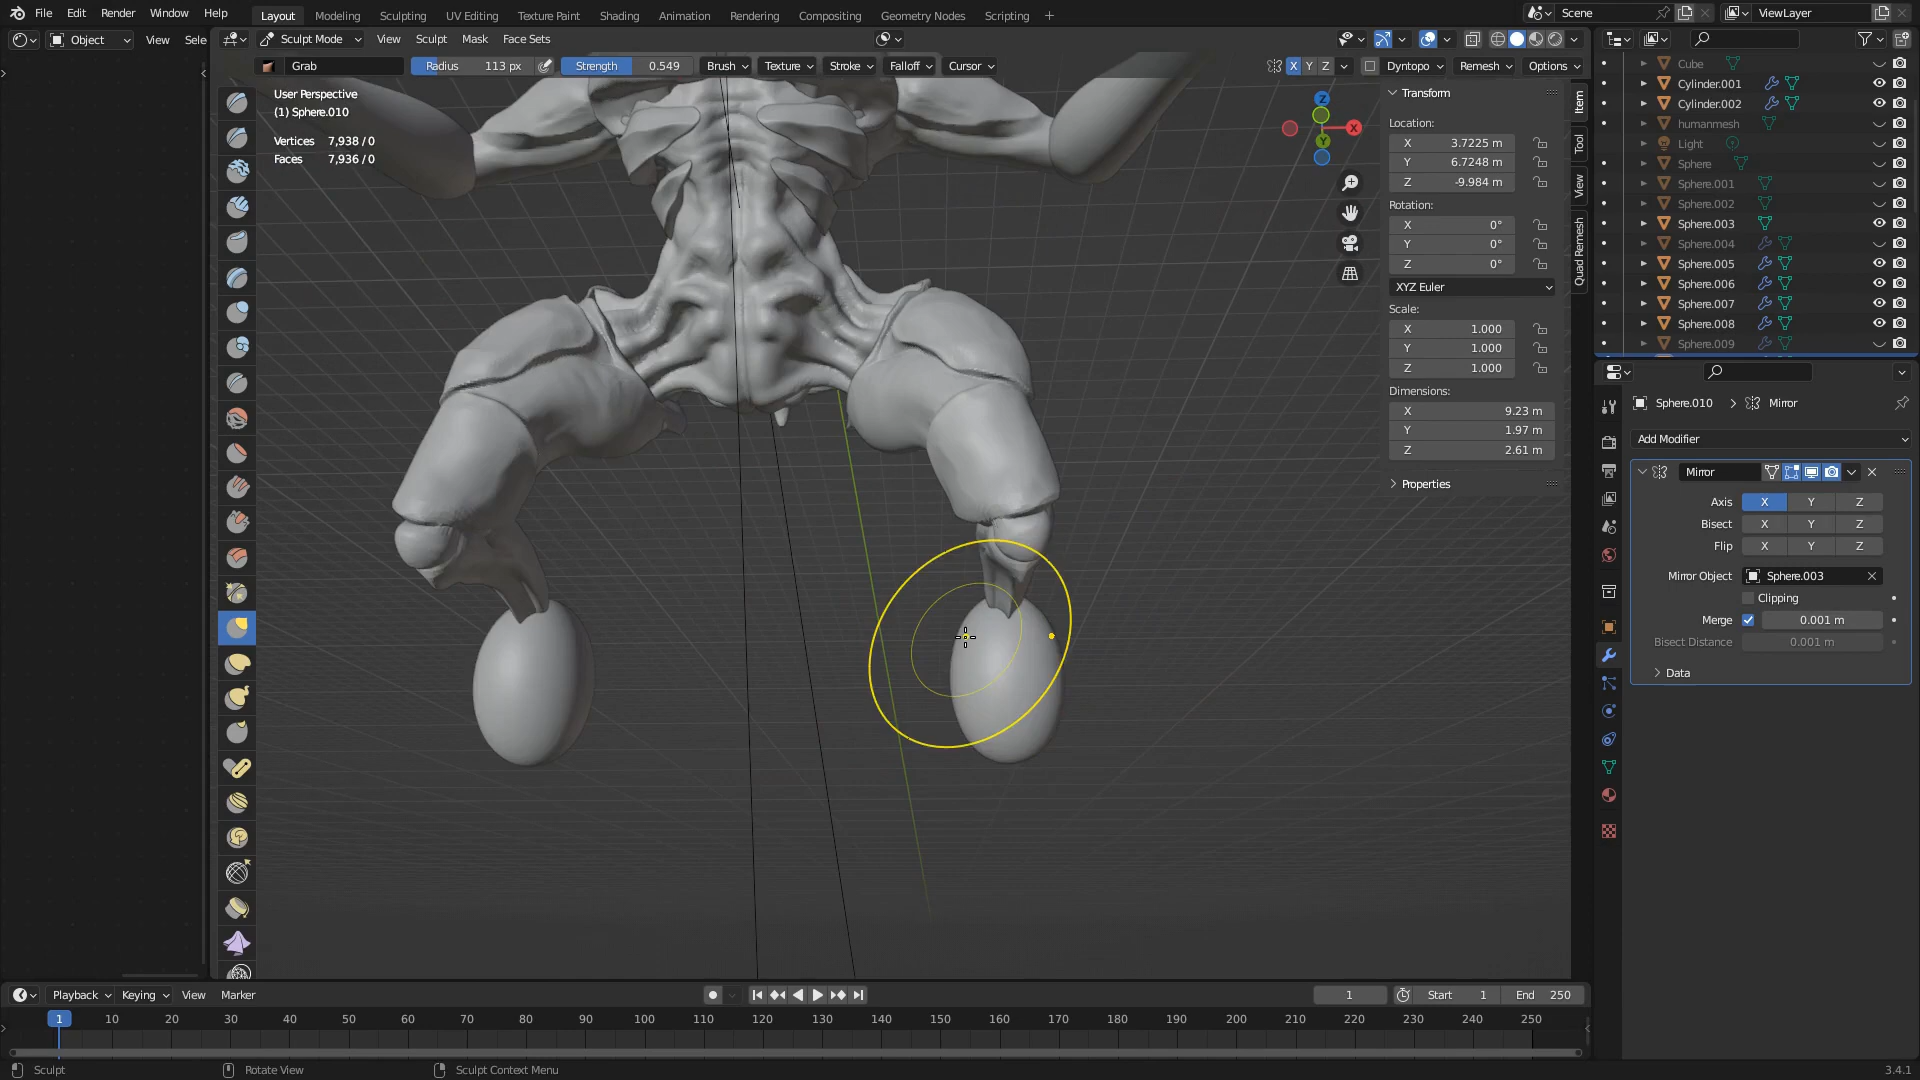 File Edit Render Window Help Layout Modeling Sculpting UV Editing Texture Paint Shading Animation Rendering Compositing Geometry Nodes Scripting + Scene ViewLayer
Object View Sele Sculpt Mode View Sculpt Mask Face Sets
Grab Radius 113 px Strength 0.549 Brush Texture Stroke Falloff Cursor X Y Z Dyntopo Remesh Options
User Perspective
(1) Sphere.010
Vertices 7,938 / 0
Faces 7,936 / 0
Z
X
Y
Transform
Location:
X 3.7225 m
Y 6.7248 m
Z -9.984 m
Rotation:
X 0°
Y 0°
Z 0°
XYZ Euler
Scale:
X 1.000
Y 1.000
Z 1.000
Dimensions:
X 9.23 m
Y 1.97 m
Z 2.61 m
Properties
Item
Tool
View
Quad Remesh
Cube
Cylinder.001
Cylinder.002
humanmesh
Light
Sphere
Sphere.001
Sphere.002
Sphere.003
Sphere.004
Sphere.005
Sphere.006
Sphere.007
Sphere.008
Sphere.009
Sphere.010 > Mirror
Add Modifier
Mirror
Axis X Y Z
Bisect X Y Z
Flip X Y Z
Mirror Object Sphere.003
Clipping
Merge 0.001 m
Bisect Distance 0.001 m
Data
Playback Keying View Marker 1 Start 1 End 250
1 10 20 30 40 50 60 70 80 90 100 110 120 130 140 150 160 170 180 190 200 210 220 230 240 250
Sculpt Rotate View Sculpt Context Menu 3.4.1